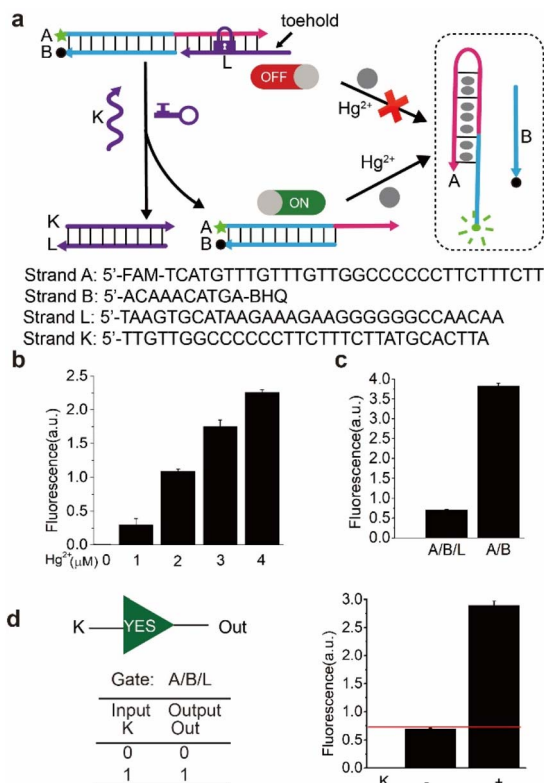 a
toehold
A
B
L
OFF
Hg²⁺
K
Hg²⁺
B
A
ON
K
L
A
B
Strand A: 5'-FAM-TCATGTTTGTTTGTTGGCCCCCCTTCTTTCTT
Strand B: 5'-ACAAACATGA-BHQ
Strand L: 5'-TAAGTGCATAAGAAAGAAGGGGGGCCAACAA
Strand K: 5'-TTGTTGGCCCCCCTTCTTTCTTATGCACTTA
b
Fluorescence(a.u.)
2.5
2.0
1.5
1.0
0.5
0.0
Hg²⁺(μM) 0 1 2 3 4
c
Fluorescence(a.u.)
4.0
3.5
3.0
2.5
2.0
1.5
1.0
0.5
0.0
A/B/L A/B
d
K YES Out
Gate: A/B/L
Input Output
K Out
0 0
1 1
Fluorescence(a.u.)
3.0
2.5
2.0
1.5
1.0
0.5
0.0
K - +